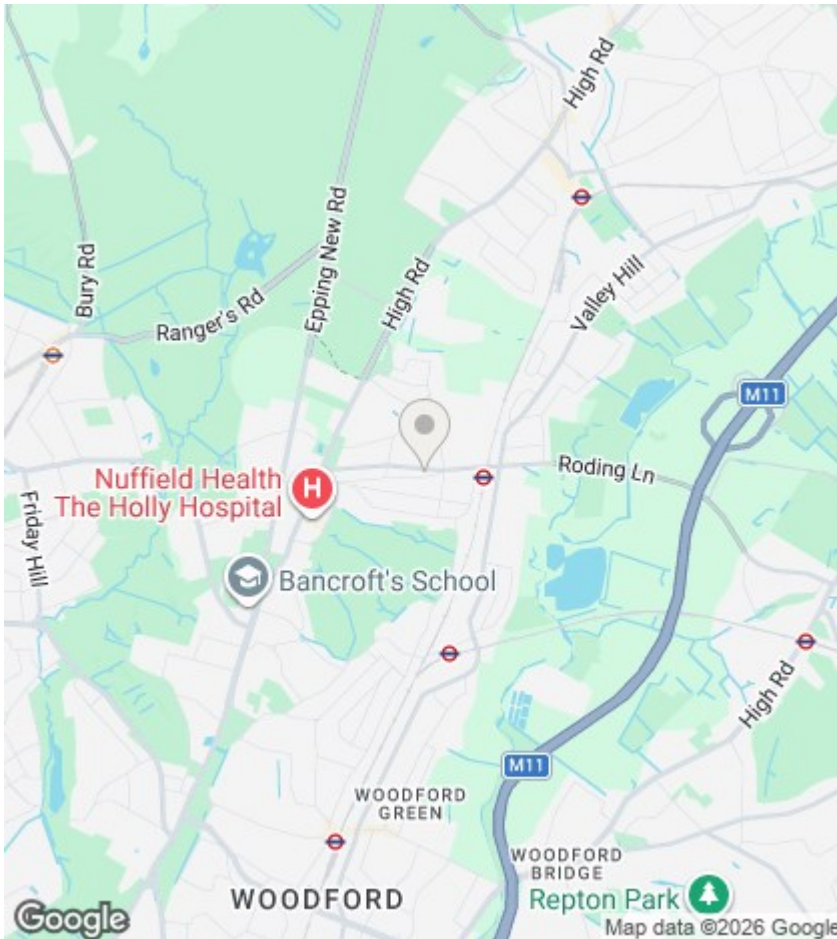 High Rd
Epping New Rd
Bury Rd
High Rd
Valley Hill
Ranger's Rd
M11
Roding Ln
Nuffield Health
The Holly Hospital
H
Friday Hill
Bancroft's School
High Rd
M11
WOODFORD
GREEN
WOODFORD
BRIDGE
WOODFORD
Repton Park
Google
Map data ©2026 Google